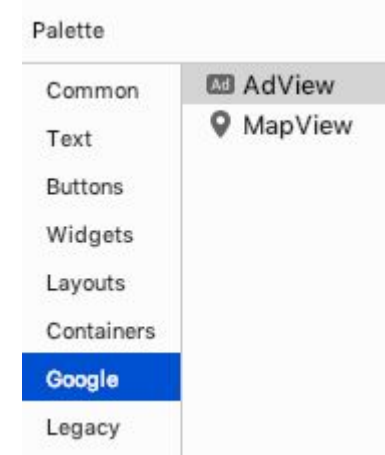 Palette
Common
Text
Buttons
Widgets
Layouts
Containers
Google
Legacy
Ad AdView
MapView